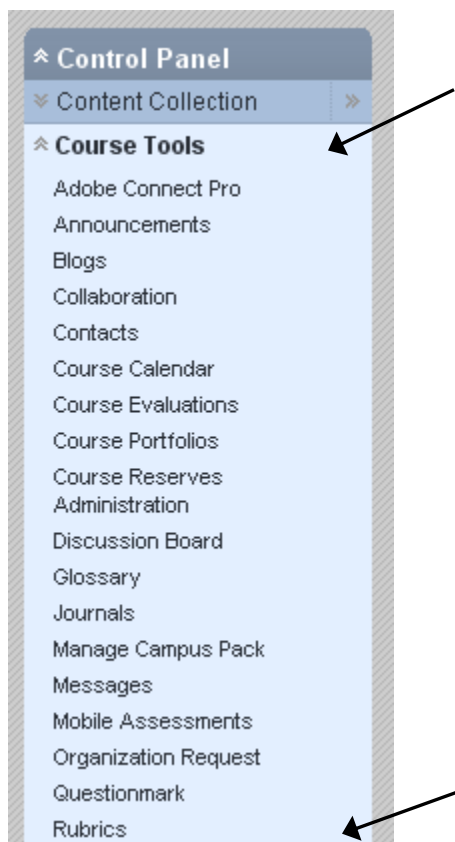 Control Panel
Content Collection
Course Tools
Adobe Connect Pro
Announcements
Blogs
Collaboration
Contacts
Course Calendar
Course Evaluations
Course Portfolios
Course Reserves
Administration
Discussion Board
Glossary
Journals
Manage Campus Pack
Messages
Mobile Assessments
Organization Request
Questionmark
Rubrics